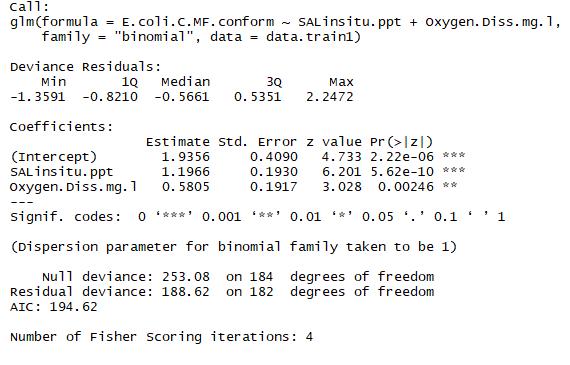 Call:
glm(formula = E.coli.C.MF.conform ~ SALinsitu.ppt + Oxygen.Diss.mg.l,
    family = "binomial", data = data.train1)
Deviance Residuals:
    Min       1Q   Median       3Q      Max
-1.3591  -0.8210  -0.5661   0.5351   2.2472
Coefficients:
                 Estimate Std. Error z value Pr(>|z|)
(Intercept)        1.9356     0.4090   4.733 2.22e-06 ***
SALinsitu.ppt      1.1966     0.1930   6.201 5.62e-10 ***
Oxygen.Diss.mg.l   0.5805     0.1917   3.028  0.00246 **
---
Signif. codes:  0 ‘***’ 0.001 ‘**’ 0.01 ‘*’ 0.05 ‘.’ 0.1 ‘ ’ 1
(Dispersion parameter for binomial family taken to be 1)
    Null deviance: 253.08  on 184  degrees of freedom
Residual deviance: 188.62  on 182  degrees of freedom
AIC: 194.62
Number of Fisher Scoring iterations: 4